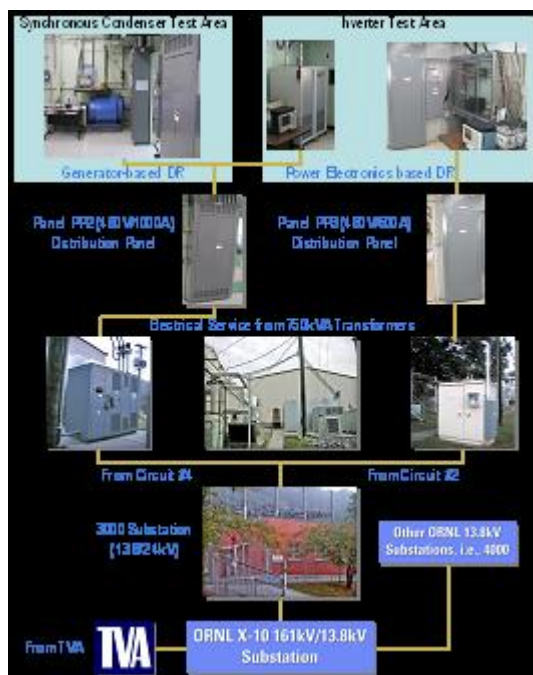 Synchronous Condenser Test Area
Inverter Test Area
Generator-based DR
Power Electronics based DR
Panel PP2 (480V/1000A)
Distribution Panel
Panel PP3 (480V/600A)
Distribution Panel
Electrical Service from 750kVA Transformers
From Circuit #4
From Circuit #2
3000 Substation
(13.8/2.4kV)
Other ORNL 13.8kV
Substations, i.e., 4000
From TVA
TVA
ORNL X-10 161kV/13.8kV
Substation